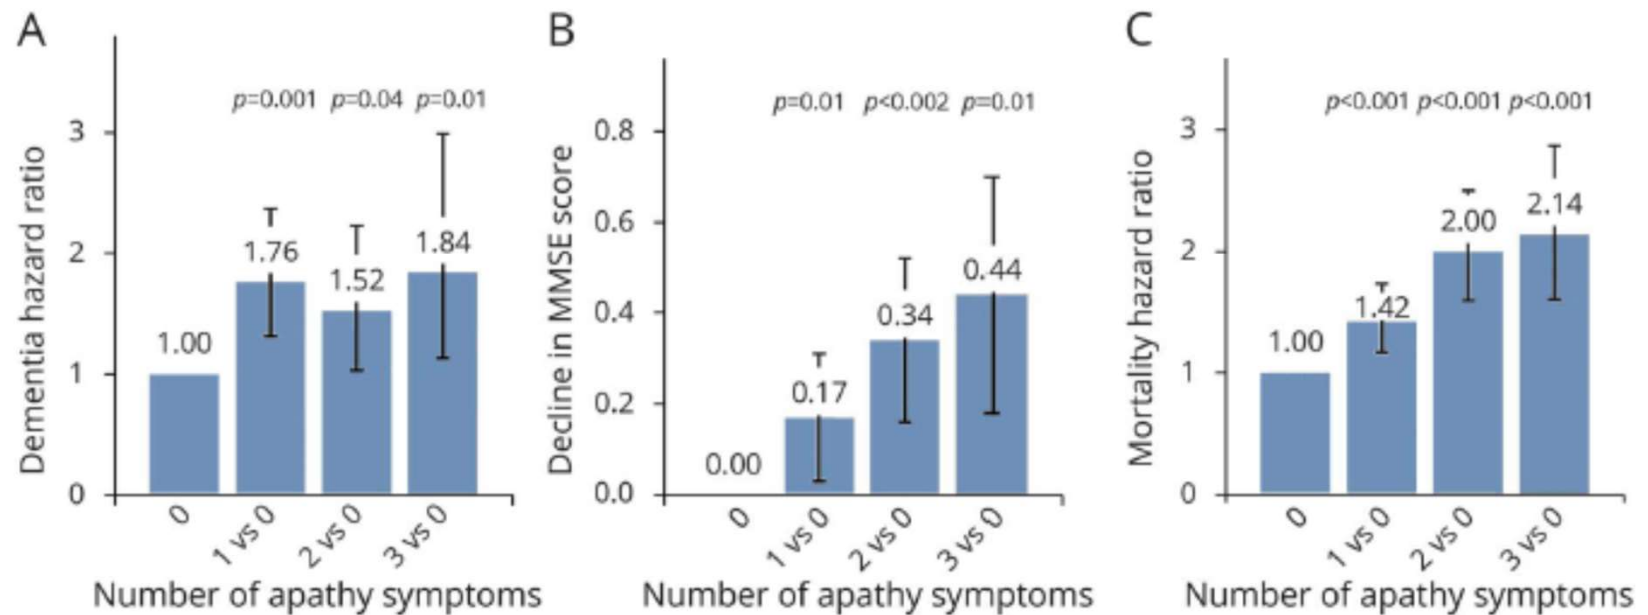 A
Dementia hazard ratio
p=0.001 p=0.04 p=0.01
3
2
1
0
1.00
1.76
1.52
1.84
0
1 vs 0
2 vs 0
3 vs 0
Number of apathy symptoms
B
Decline in MMSE score
p=0.01 p<0.002 p=0.01
0.8
0.6
0.4
0.2
0.0
0.00
0.17
0.34
0.44
0
1 vs 0
2 vs 0
3 vs 0
Number of apathy symptoms
C
Mortality hazard ratio
p<0.001 p<0.001 p<0.001
3
2
1
0
1.00
1.42
2.00
2.14
0
1 vs 0
2 vs 0
3 vs 0
Number of apathy symptoms